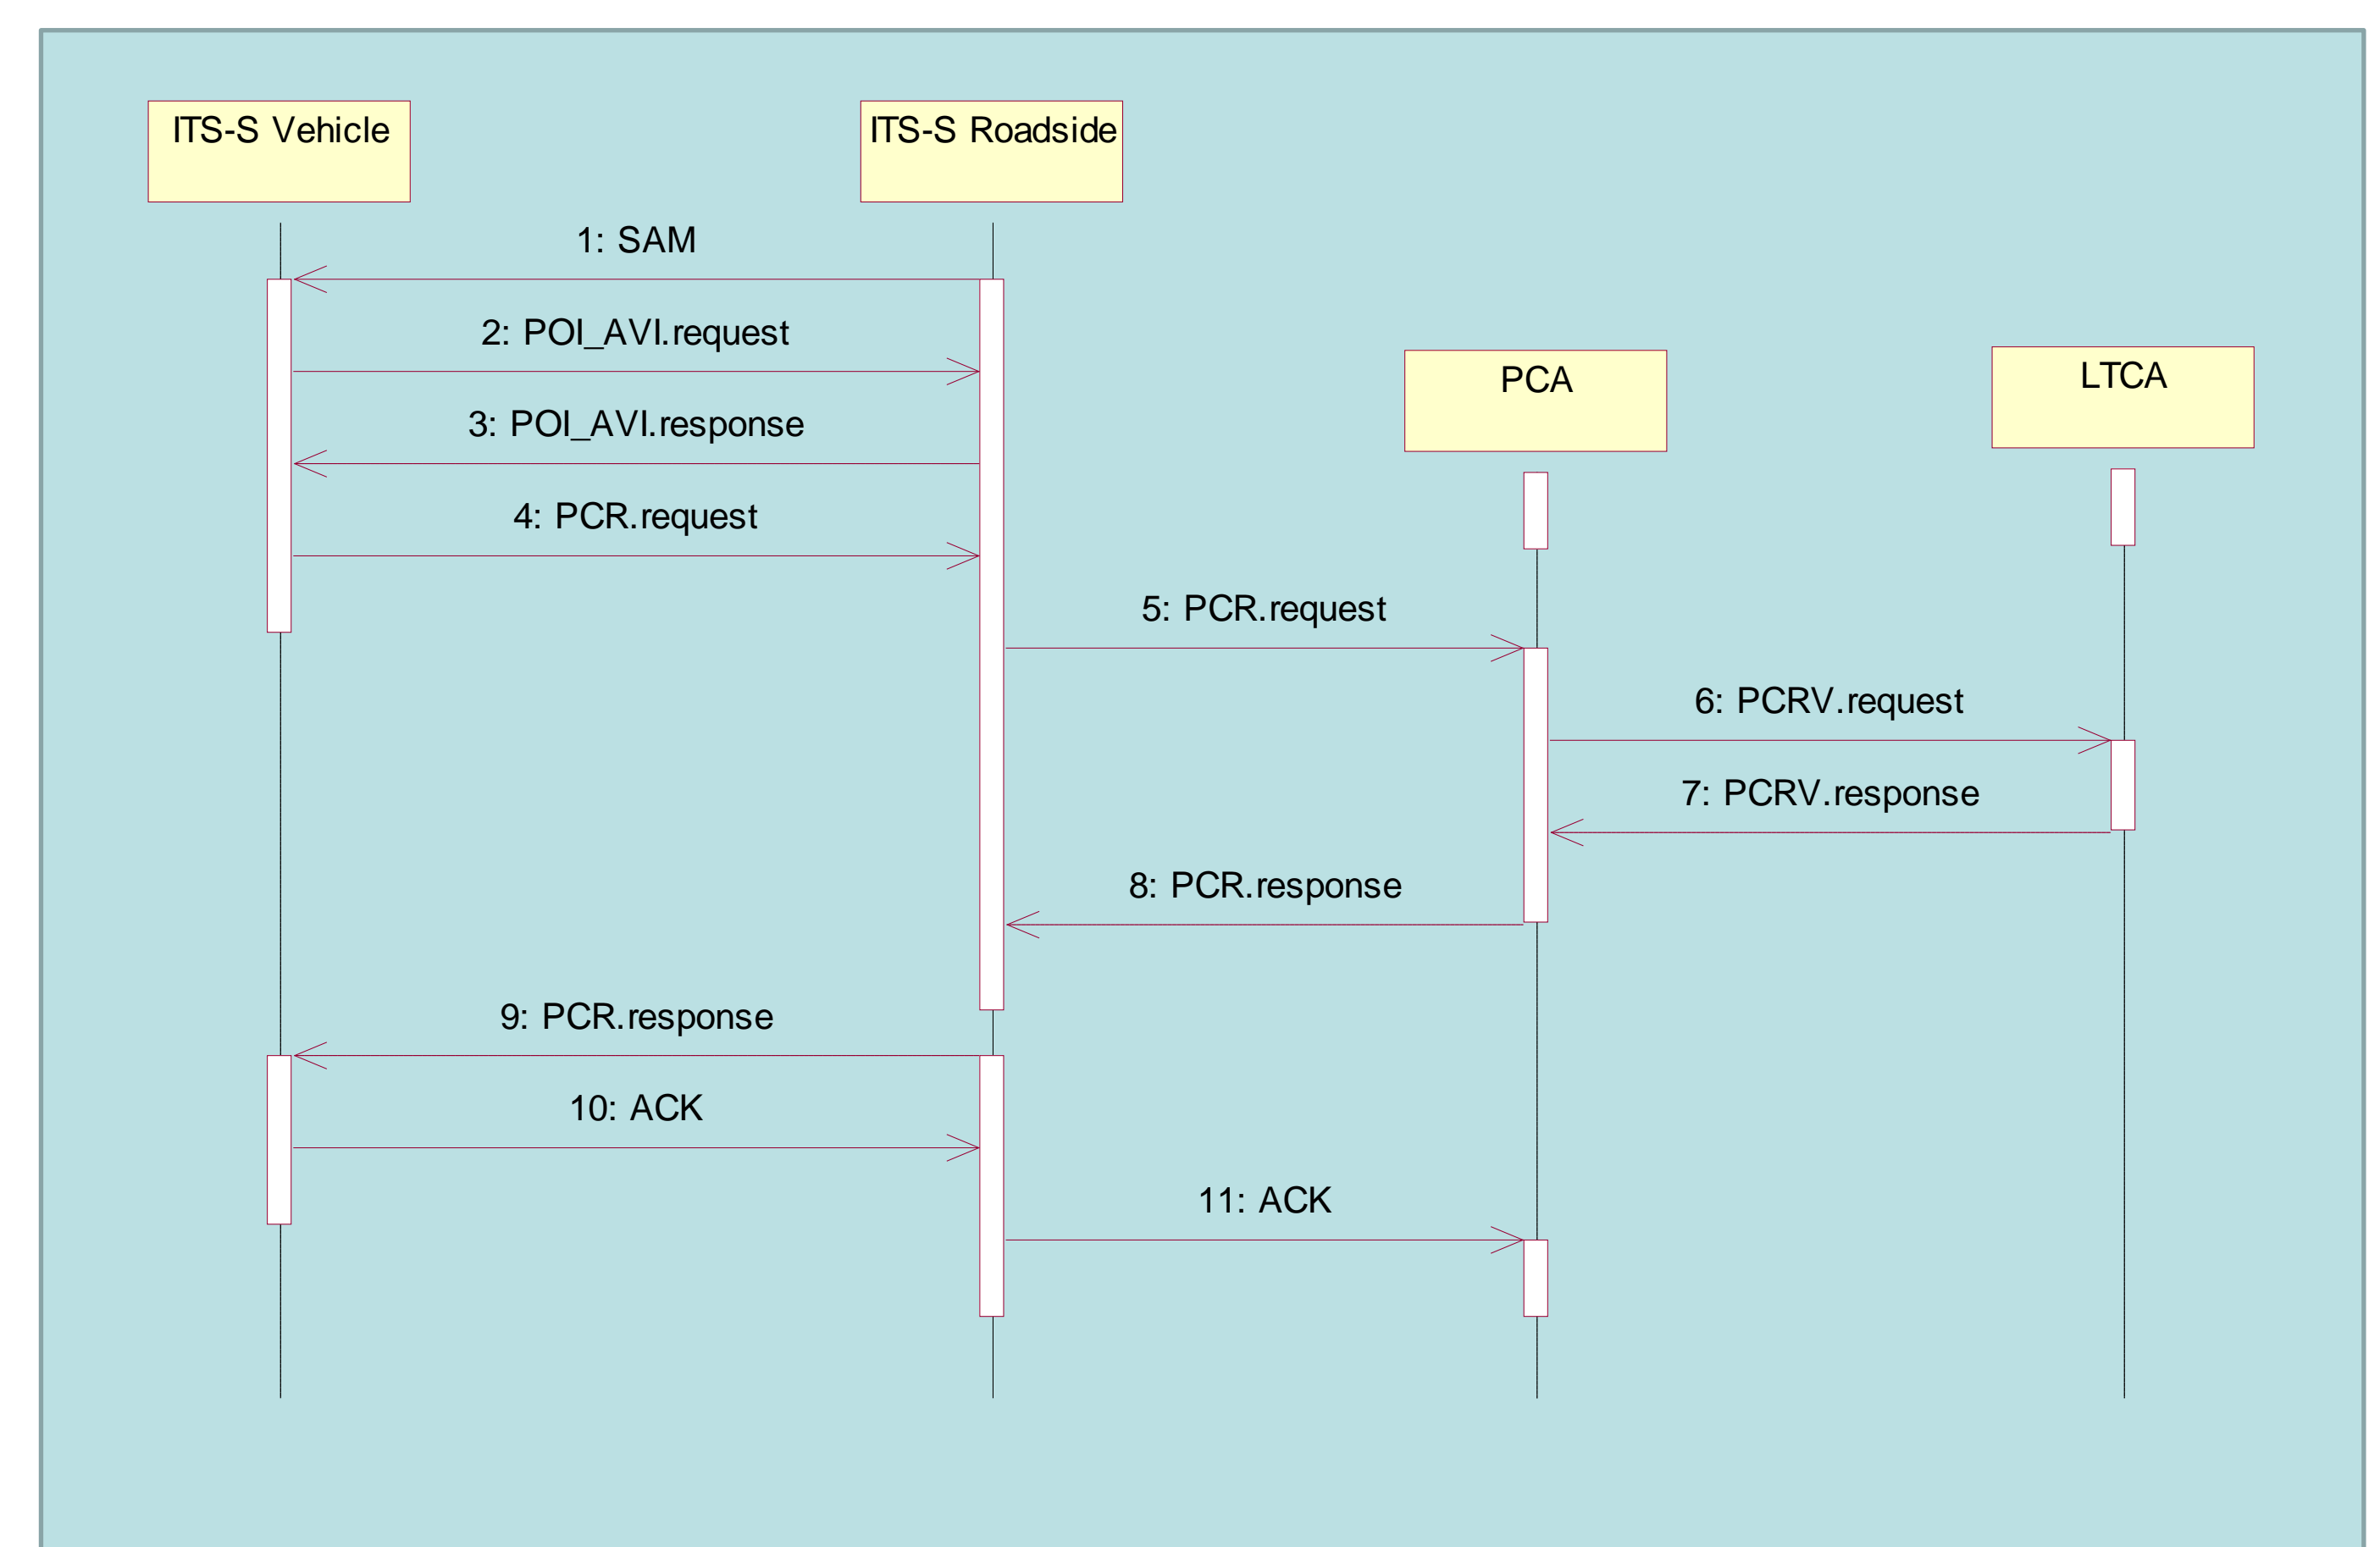 ITS-S Vehicle
ITS-S Roadside
1: SAM
2: POI_AVI.request
PCA
LTCA
3: POI_AVI.response
4: PCR.request
5: PCR.request
6: PCRV.request
7: PCRV.response
8: PCR.response
9: PCR.response
10: ACK
11: ACK